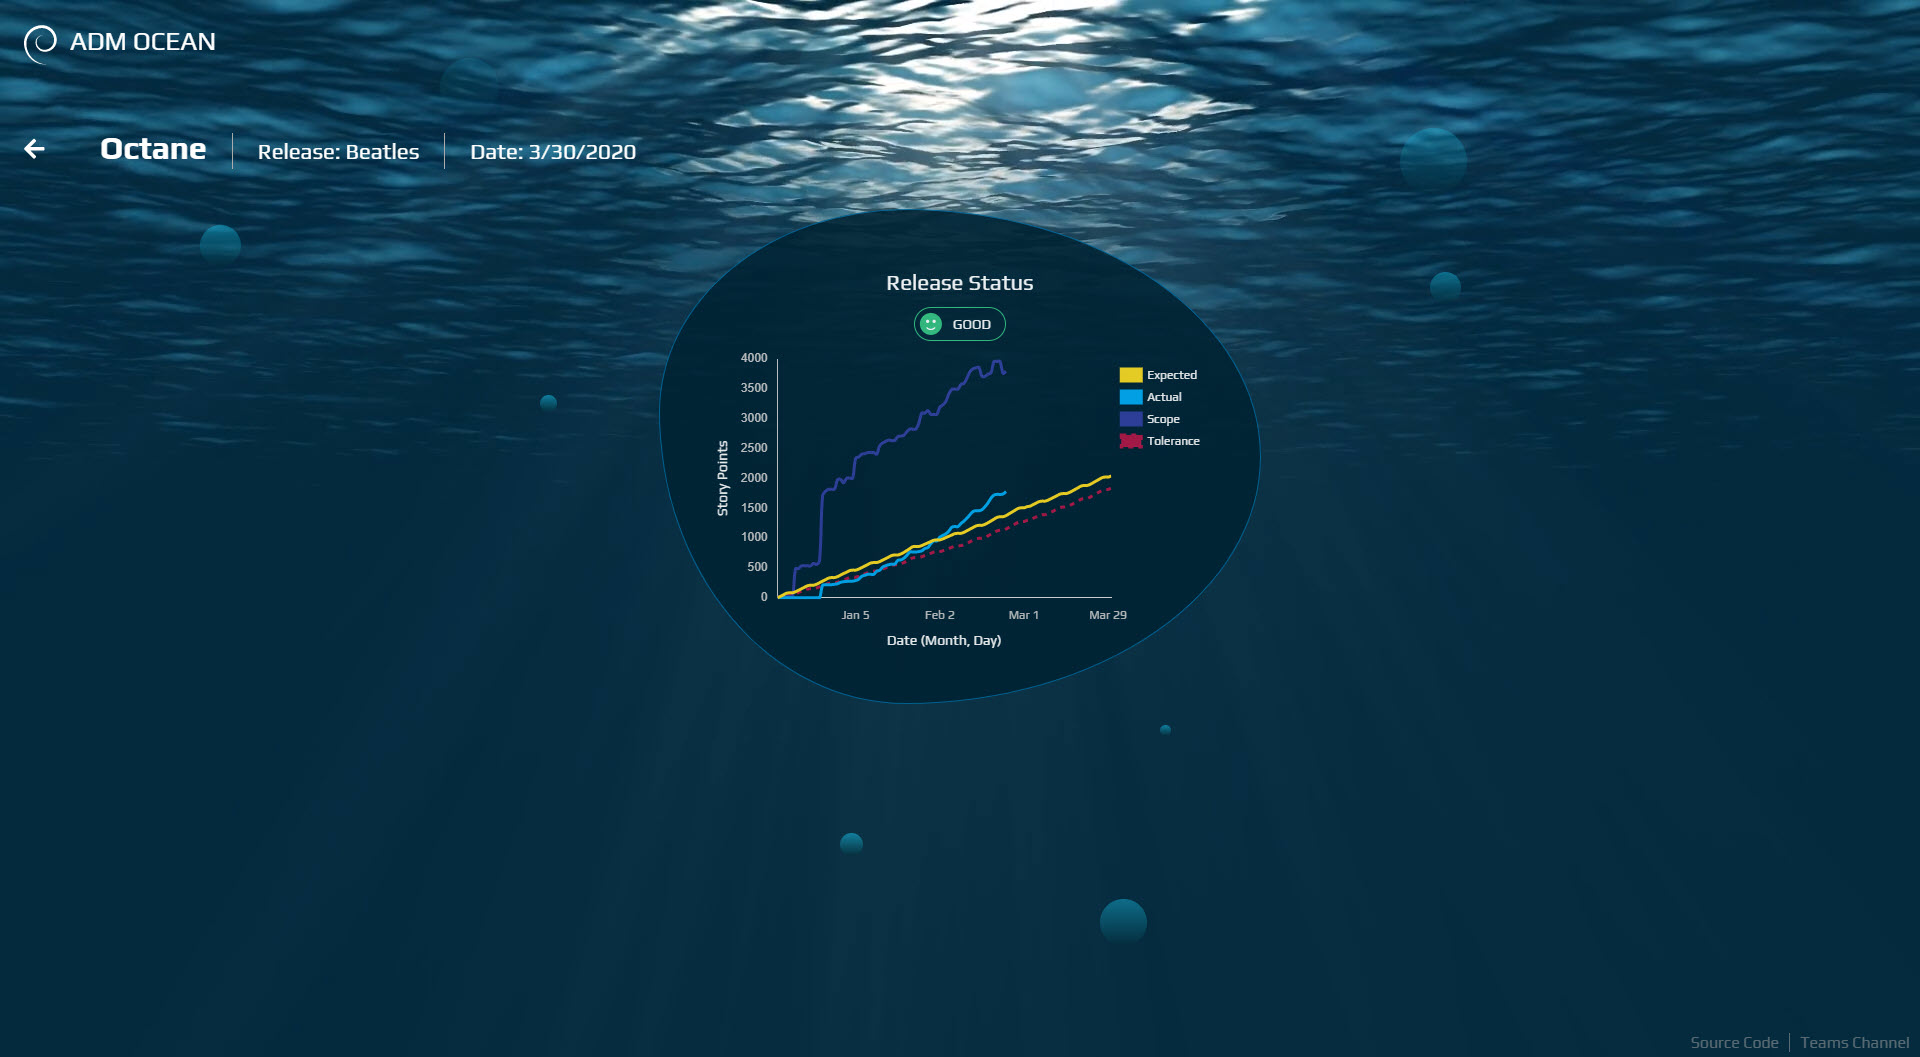 ADM OCEAN
Octane
Release: Beatles
Date: 3/30/2020
Release Status
GOOD
4000
3500
3000
2500
2000
1500
1000
500
0
Story Points
Jan 5
Feb 2
Mar 1
Mar 29
Date (Month, Day)
Expected
Actual
Scope
Tolerance
Source Code
Teams Channel